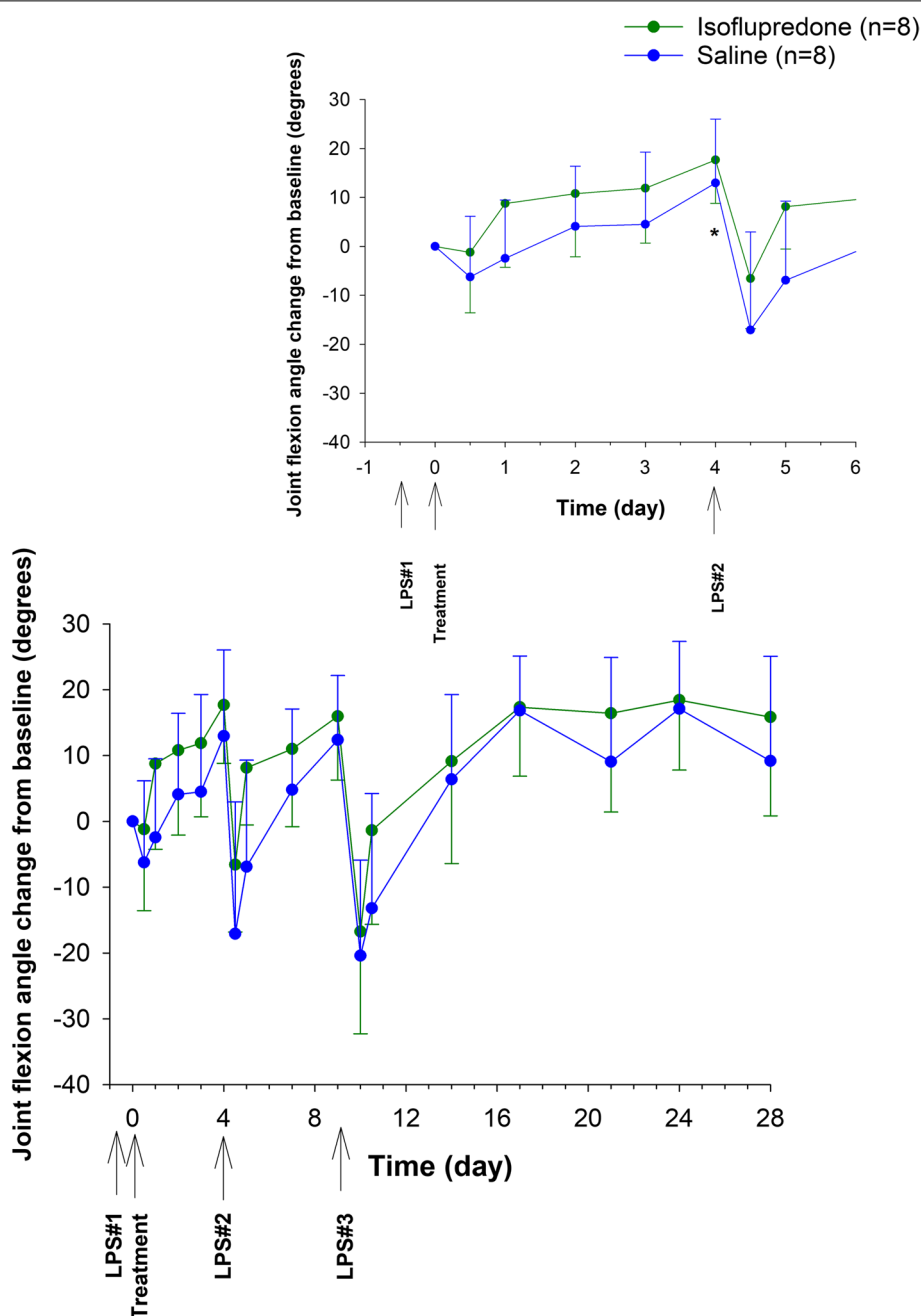 Isoflupredone (n=8)
Saline (n=8)
Joint flexion angle change from baseline (degrees)
30
20
10
0
-10
-20
-30
-40
-1 0 1 2 3 4 5 6
*
Time (day)
LPS#1
Treatment
LPS#2
Joint flexion angle change from baseline (degrees)
30
20
10
0
-10
-20
-30
-40
0 4 8 12 16 20 24 28
Time (day)
LPS#1
Treatment
LPS#2
LPS#3